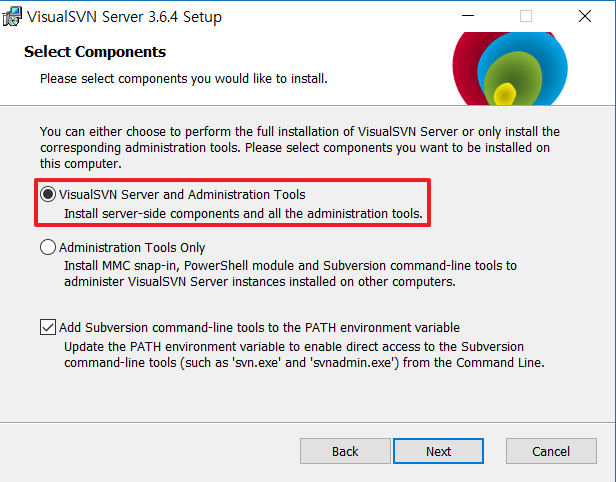 VisualSVN Server 3.6.4 Setup
Select Components
Please select components you would like to install.
You can either choose to perform the full installation of VisualSVN Server or only install the
corresponding administration tools. Please select components you want to be installed on
this computer.
VisualSVN Server and Administration Tools
Install server-side components and all the administration tools.
Administration Tools Only
Install MMC snap-in, PowerShell module and Subversion command-line tools to
administer VisualSVN Server instances installed on other computers.
Add Subversion command-line tools to the PATH environment variable
Update the PATH environment variable to enable direct access to the Subversion
command-line tools (such as 'svn.exe' and 'svnadmin.exe') from the Command Line.
Back
Next
Cancel